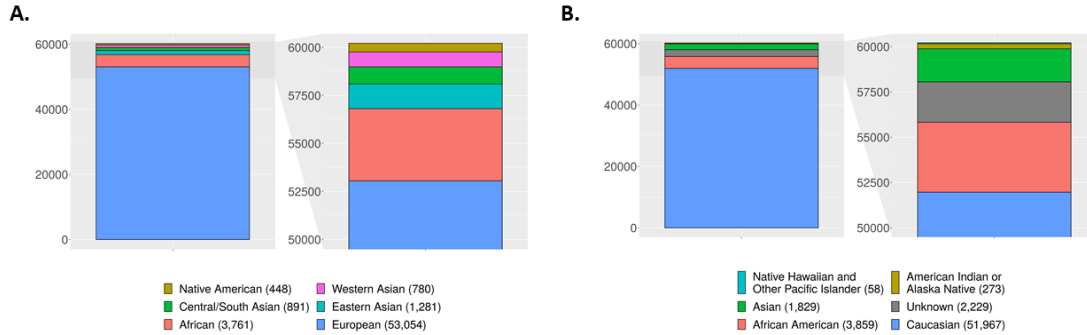 A.
60000
40000
20000
0
60000
57500
55000
52500
50000
Native American (448)
Western Asian (780)
Central/South Asian (891)
Eastern Asian (1,281)
African (3,761)
European (53,054)
B.
60000
40000
20000
0
60000
57500
55000
52500
50000
Native Hawaiian and
Other Pacific Islander (58)
American Indian or
Alaska Native (273)
Asian (1,829)
Unknown (2,229)
African American (3,859)
Caucasian (51,967)